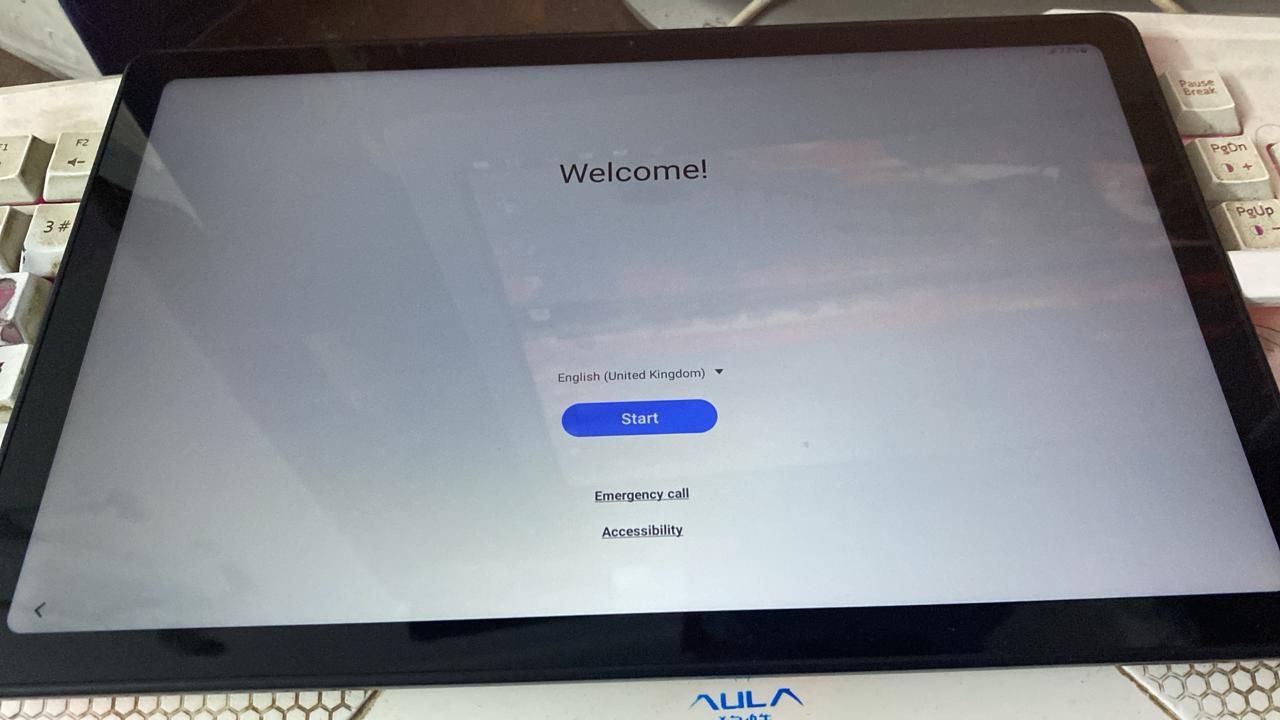 Welcome!
English (United Kingdom)
Start
Emergency call
Accessibility
F1
F2
3 #
Pause
Break
PgDn
+
PgUp
-
AULA